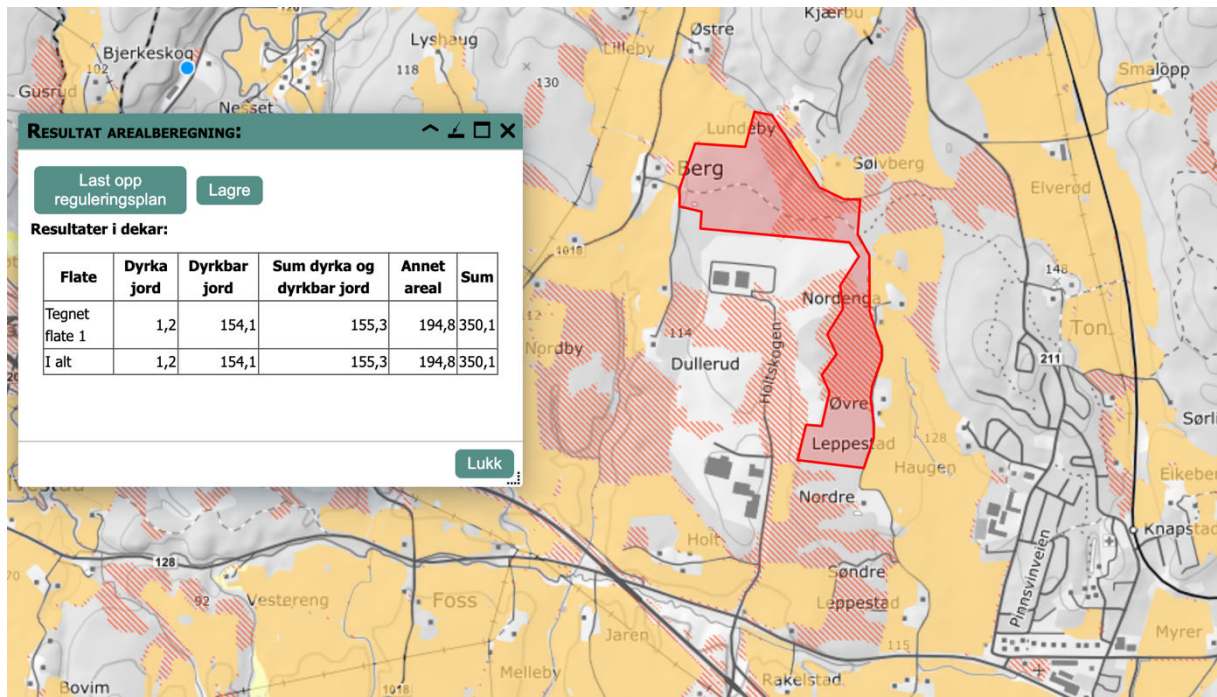 120
Kjærbu
Østre
Lyshaug
Lilleby
Bjerkeskog
102
118
130
Smalopp
Gusrud
Nesset
RESULTAT AREALBEREGNING:
Lundeby
Last opp
reguleringsplan
Lagre
Berg
Sølvberg
Elverød
Resultater i dekar:
1018
Flate
Dyrka
jord
Dyrkbar
jord
Sum dyrka og
dyrkbar jord
Annet
areal
Sum
148
Tegnet
flate 1
1,2
154,1
155,3
194,8
350,1
Nordenga
I alt
1,2
154,1
155,3
194,8
350,1
114
Ton
Nordby
Dullerud
211
Holtskogen
Øvre
Sørli
Leppestad
128
Lukk
Haugen
Eikeber
Nordre
Knapstad
Holt
128
Søndre
92
Vestereng
Foss
Leppestad
Pinnsvinveien
Jaren
115
Myrer
Melleby
Rakelstad
Bovim
1018